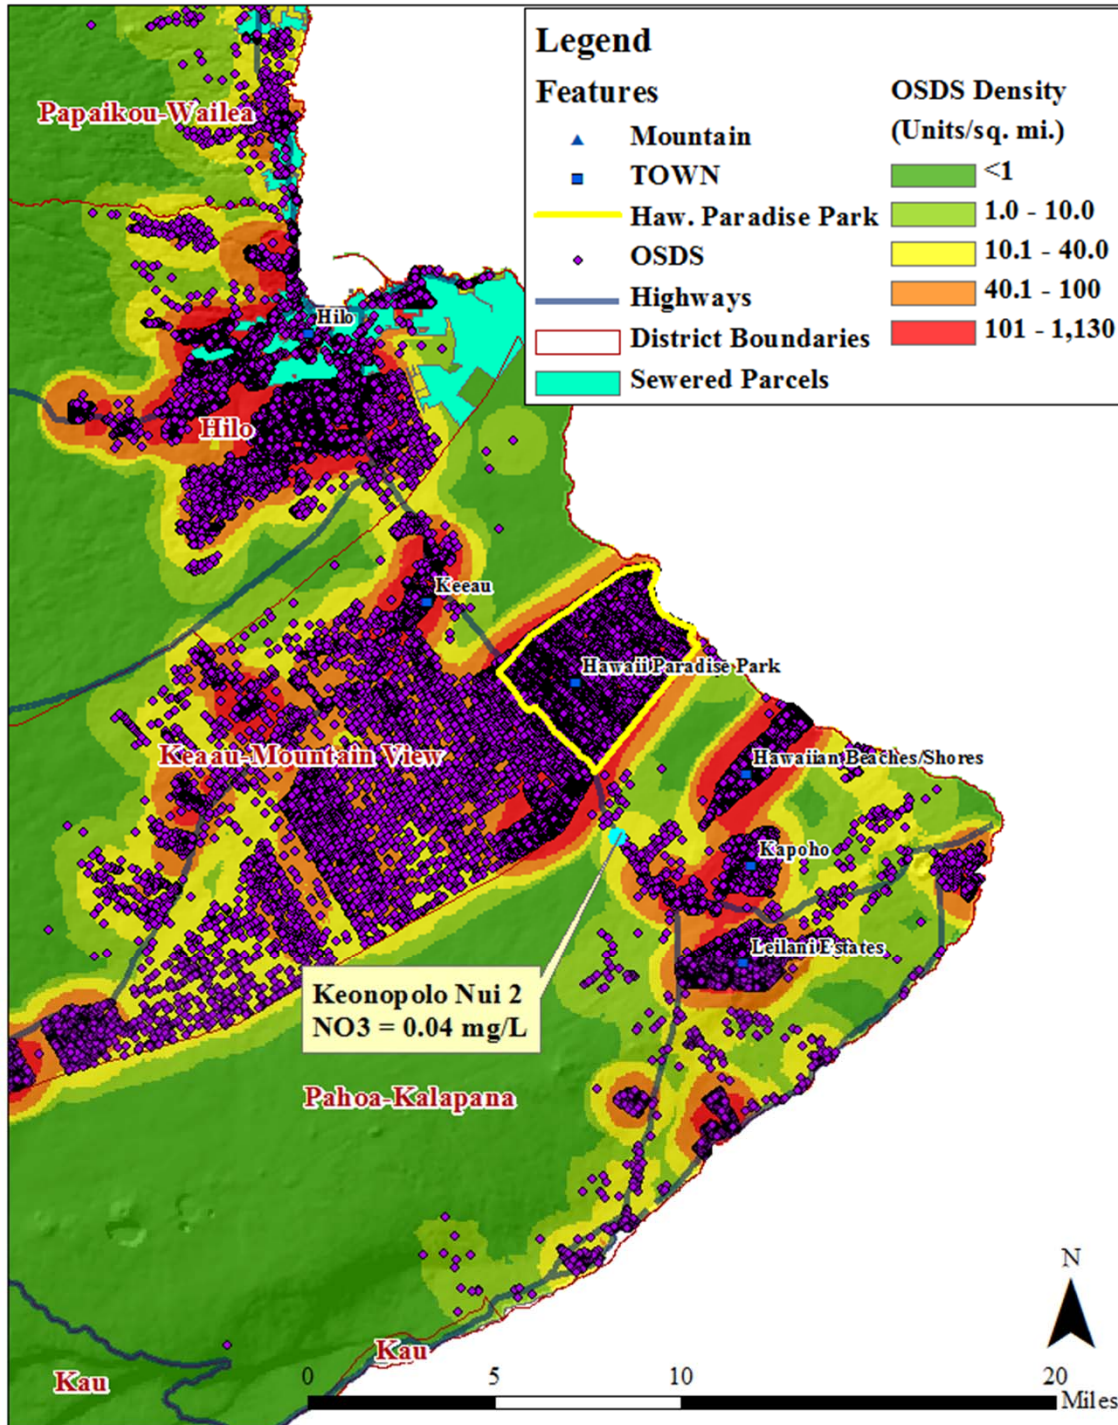 Legend
Features
Mountain
TOWN
Haw. Paradise Park
OSDS
Highways
District Boundaries
Sewered Parcels
OSDS Density
(Units/sq. mi.)
<1
1.0 - 10.0
10.1 - 40.0
40.1 - 100
101 - 1,130
Papaikou-Wailea
Hilo
Hilo
Keeau
Hawaii Paradise Park
Keaau-Mountain View
Hawaiian Beaches/Shores
Kapoho
Leilani Estates
Keonopolo Nui 2
NO3 = 0.04 mg/L
Pahoa-Kalapana
N
Kau
Kau
0 5 10 20
Miles